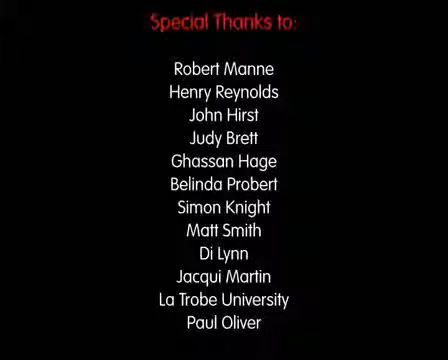 Special Thanks to:
Robert Manne
Henry Reynolds
John Hirst
Judy Brett
Ghassan Hage
Belinda Probert
Simon Knight
Matt Smith
Di Lynn
Jacqui Martin
La Trobe University
Paul Oliver